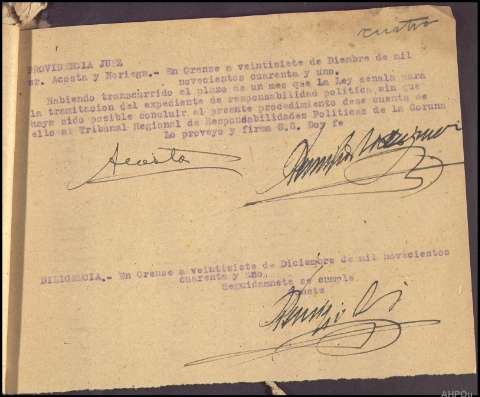 cuatro
PROVIDENCIA JUEZ
sr. Acosta y Noriega.- En Orense a veintisiete de Diembre de mil
novecientos cuarenta y uno.
Habiendo transcurrido el plazo de un mes que la Ley señala para
la tramitacion del expediente de responsabilidad politica, sin que
haya sido posible concluir el presente procedimiento dese cuenta de
ello al Tribunal Regional de Responsabilidades Politicas de La Coruña
Lo proveyo y firma S.S. Doy fe
Acosta
DILIGENCIA.- En Orense a veintisiete de Diciembre de mil novecientos
cuarenta y uno
Seguidamnete se cumple
AHPOu